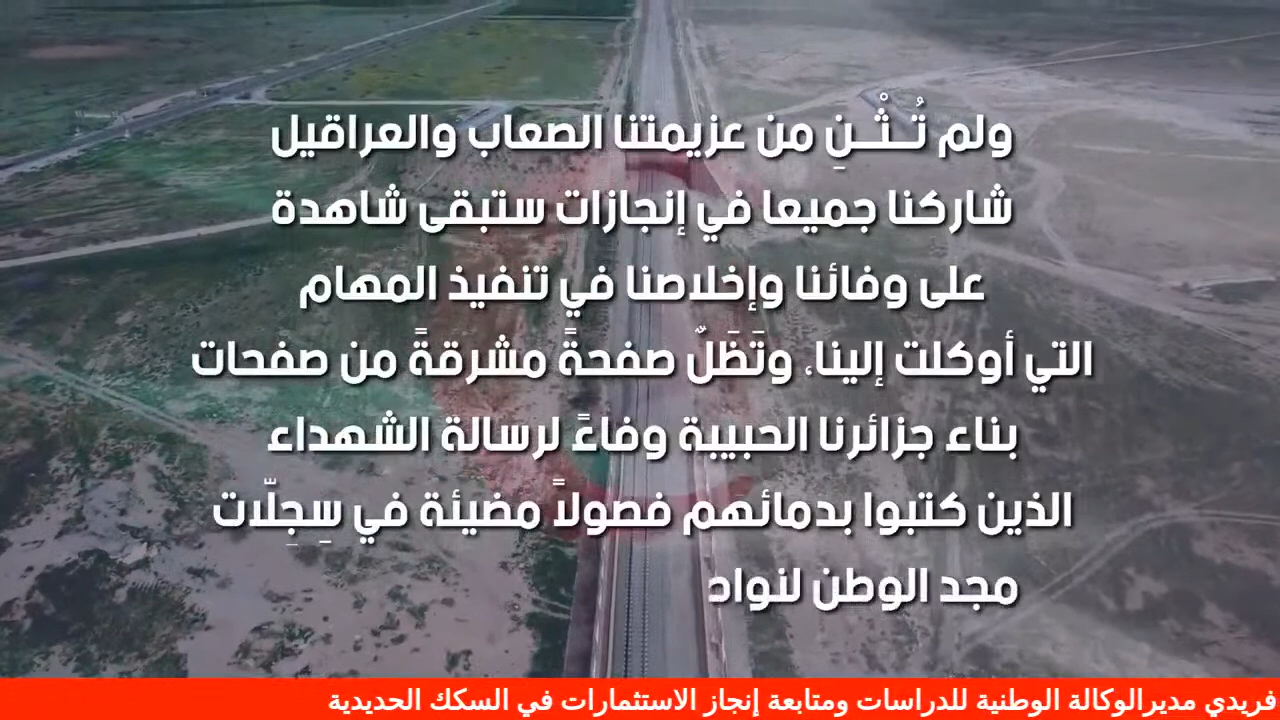 ولم تُــثْــنِ من عزيمتنا الصعاب والعراقيل
شاركنا جميعا في إنجازات ستبقى شاهدة
على وفائنا وإخلاصنا في تنفيذ المهام
التي أوكلت إلينا، وتَظَلٌ صفحةً مشرقةً من صفحات
بناء جزائرنا الحبيبة وفاءً لرسالة الشهداء
الذين كتبوا بدمائهم فصولاً مضيئة في سِجِلّات
مجد الوطن لنواد
فريدي مديرالوكالة الوطنية للدراسات ومتابعة إنجاز الاستثمارات في السكك الحديدية